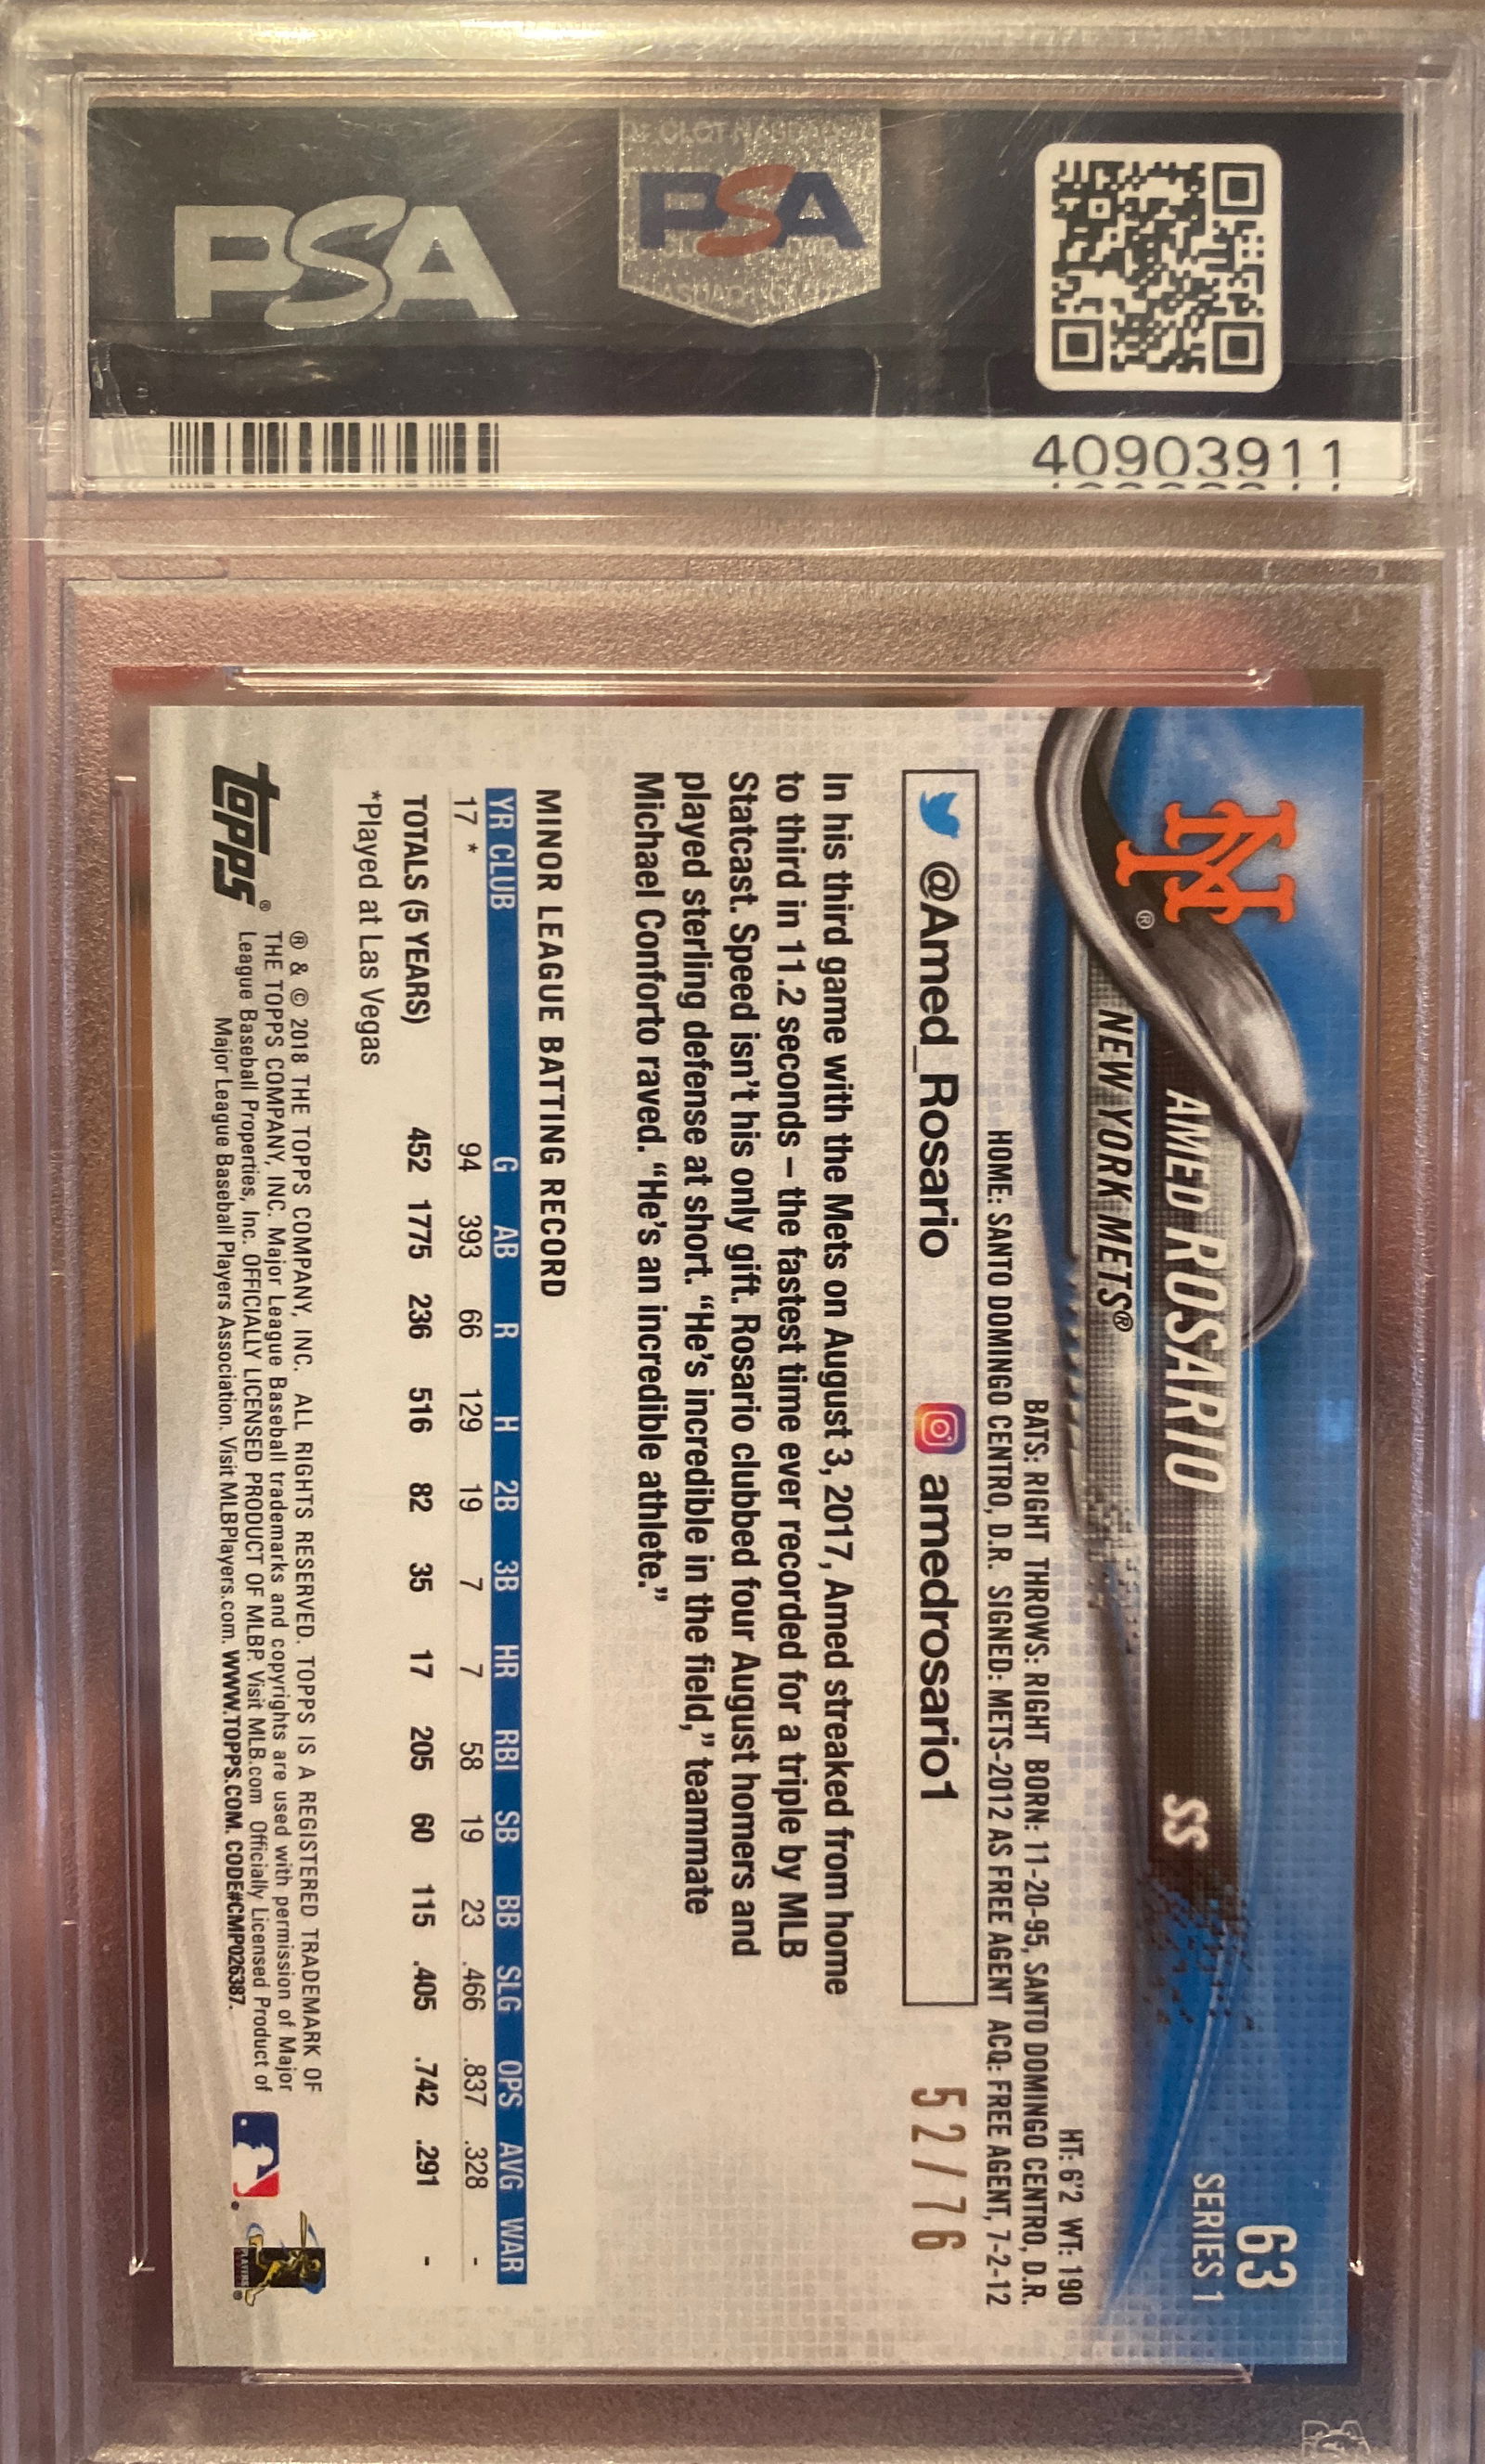 PSA
PSA
40903911
63
SERIES 1
AMED ROSARIO
SS
NEW YORK METS®
HT: 6'2 WT: 190
BATS: RIGHT THROWS: RIGHT BORN: 11-20-95, SANTO DOMINGO CENTRO, D.R.
HOME: SANTO DOMINGO CENTRO, D.R. SIGNED: METS-2012 AS FREE AGENT ACQ: FREE AGENT, 7-2-12
@Amed_Rosario amedrosario1
52/76
In his third game with the Mets on August 3, 2017, Amed streaked from home
to third in 11.2 seconds – the fastest time ever recorded for a triple by MLB
Statcast. Speed isn't his only gift. Rosario clubbed four August homers and
played sterling defense at short. “He's incredible in the field,” teammate
Michael Conforto raved. “He's an incredible athlete.”
MINOR LEAGUE BATTING RECORD
YR CLUB G AB R H 2B 3B HR RBI SB BB SLG OPS AVG WAR
17 * 94 393 66 129 19 7 7 58 19 23 .466 .837 .328 -
TOTALS (5 YEARS) 452 1775 236 516 82 35 17 205 60 115 .405 .742 .291 -
*Played at Las Vegas
topps®
® & © 2018 THE TOPPS COMPANY, INC. ALL RIGHTS RESERVED. TOPPS IS A REGISTERED TRADEMARK OF
THE TOPPS COMPANY, INC. Major League Baseball trademarks and copyrights are used with permission of Major
League Baseball Properties, Inc. OFFICIALLY LICENSED PRODUCT OF MLBP. Visit MLB.com Officially Licensed Product of
Major League Baseball Players Association. Visit MLBPlayers.com. WWW.TOPPS.COM. CODE#CMP026387.